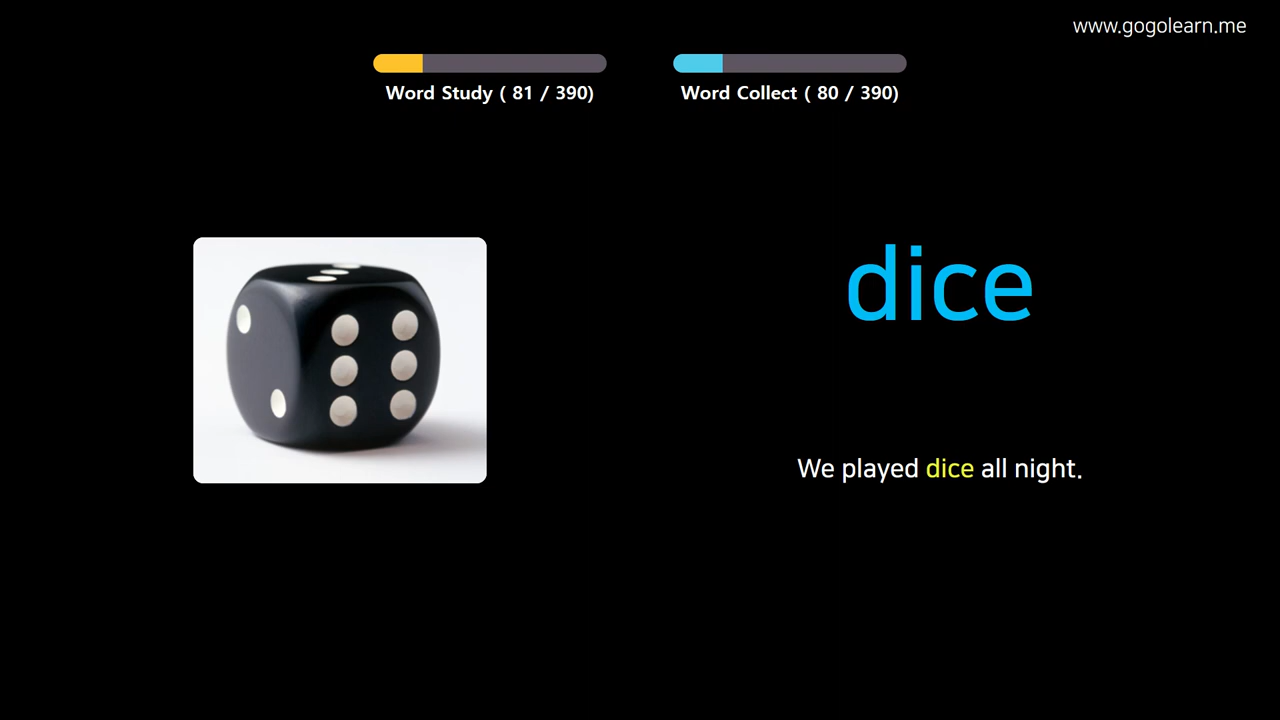 www.gogolearn.me
Word Study ( 81 / 390)
Word Collect ( 80 / 390)
dice
We played dice all night.